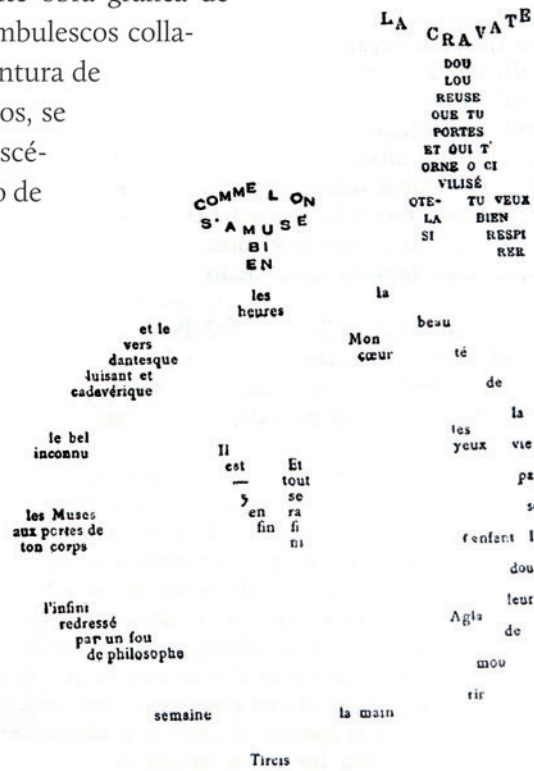 mbulescos colla-
ntura de
os, se
scé-
o de
LA CRAVATE
DOU
LOU
REUSE
QUE TU
PORTES
ET QUI T'
ORNE O CI
VILISÉ
OTE- TU VEUX
LA BIEN
SI RESPI
RER
COMME L ON
S'AMUSE
BI
EN
les
heures
et le
vers
dantesque
luisant et
cadavérique
le bel
inconnu
les Muses
aux portes de
ton corps
l'infini
redressé
par un fou
de philosophe
semaine
Tircis
la main
Agla
l'enfant
les
yeux
Mon
cœur
la
beau
té
de
la
vie
pa
dou
leur
de
mou
rir
Il
est
—
5
en
fin
Et
tout
se
ra
fi
ni